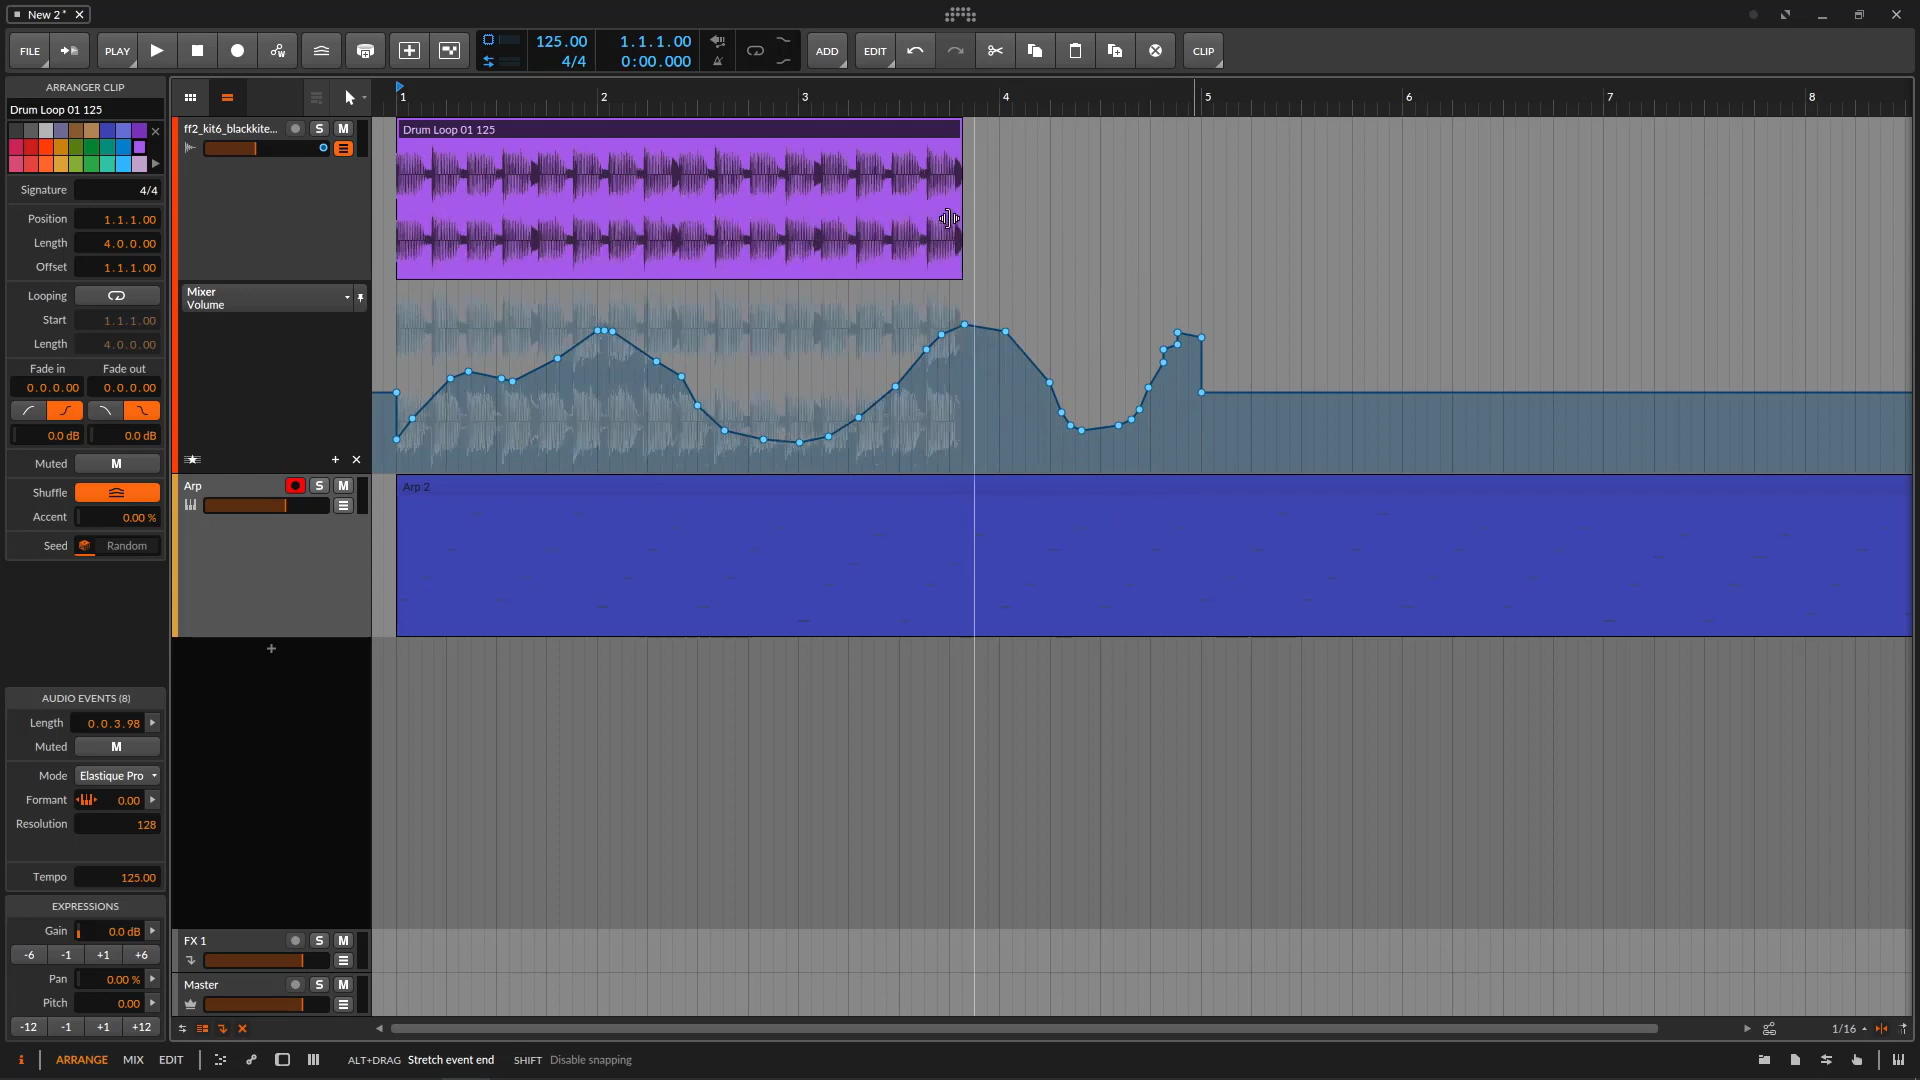 New 2*
FILE
PLAY
125.00
4/4
1.1.1.00
0:00.000
ADD
EDIT
CLIP
ARRANGER CLIP
Drum Loop 01 125
Signature 4/4
Position 1.1.1.00
Length 4.0.0.00
Offset 1.1.1.00
Looping
Start 1.1.1.00
Length 4.0.0.00
Fade in Fade out
0.0.0.00 0.0.0.00
0.0 dB 0.0 dB
Muted M
Shuffle
Accent 0.00 %
Seed Random
AUDIO EVENTS (8)
Length 0.0.3.98
Muted M
Mode Elastique Pro
Formant 0.00
Resolution 128
Tempo 125.00
EXPRESSIONS
Gain 0.0 dB
-6 -1 +1 +6
Pan 0.00 %
Pitch 0.00
-12 -1 +1 +12
1 2 3 4 5 6 7 8
ff2_kit6_blackkite... S M
Drum Loop 01 125
Mixer
Volume
Arp S M
Arp 2
FX 1 S M
Master S M
1/16
i ARRANGE MIX EDIT ALT+DRAG Stretch event end SHIFT Disable snapping